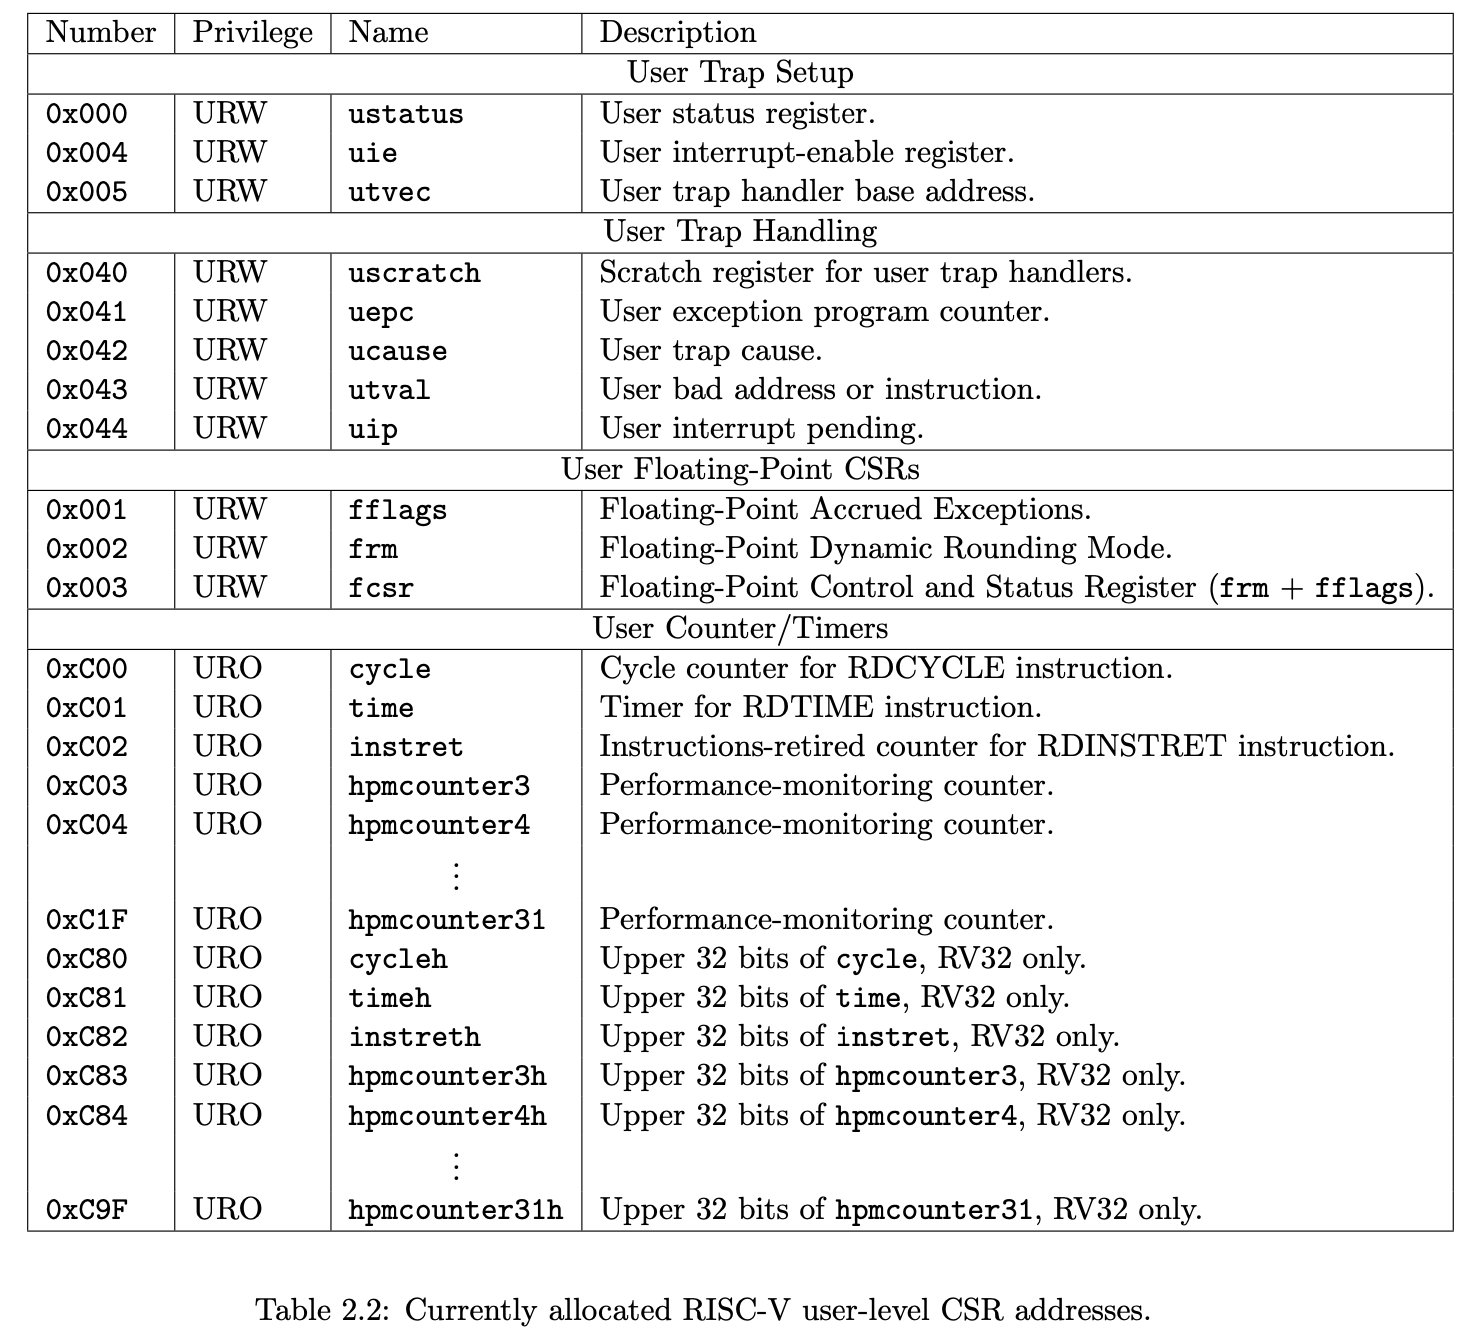 Number Privilege Name Description
User Trap Setup
0x000 URW ustatus User status register.
0x004 URW uie User interrupt-enable register.
0x005 URW utvec User trap handler base address.
User Trap Handling
0x040 URW uscratch Scratch register for user trap handlers.
0x041 URW uepc User exception program counter.
0x042 URW ucause User trap cause.
0x043 URW utval User bad address or instruction.
0x044 URW uip User interrupt pending.
User Floating-Point CSRs
0x001 URW fflags Floating-Point Accrued Exceptions.
0x002 URW frm Floating-Point Dynamic Rounding Mode.
0x003 URW fcsr Floating-Point Control and Status Register (frm + fflags).
User Counter/Timers
0xC00 URO cycle Cycle counter for RDCYCLE instruction.
0xC01 URO time Timer for RDTIME instruction.
0xC02 URO instret Instructions-retired counter for RDINSTRET instruction.
0xC03 URO hpmcounter3 Performance-monitoring counter.
0xC04 URO hpmcounter4 Performance-monitoring counter.
⋮
0xC1F URO hpmcounter31 Performance-monitoring counter.
0xC80 URO cycleh Upper 32 bits of cycle, RV32 only.
0xC81 URO timeh Upper 32 bits of time, RV32 only.
0xC82 URO instreth Upper 32 bits of instret, RV32 only.
0xC83 URO hpmcounter3h Upper 32 bits of hpmcounter3, RV32 only.
0xC84 URO hpmcounter4h Upper 32 bits of hpmcounter4, RV32 only.
⋮
0xC9F URO hpmcounter31h Upper 32 bits of hpmcounter31, RV32 only.
Table 2.2: Currently allocated RISC-V user-level CSR addresses.